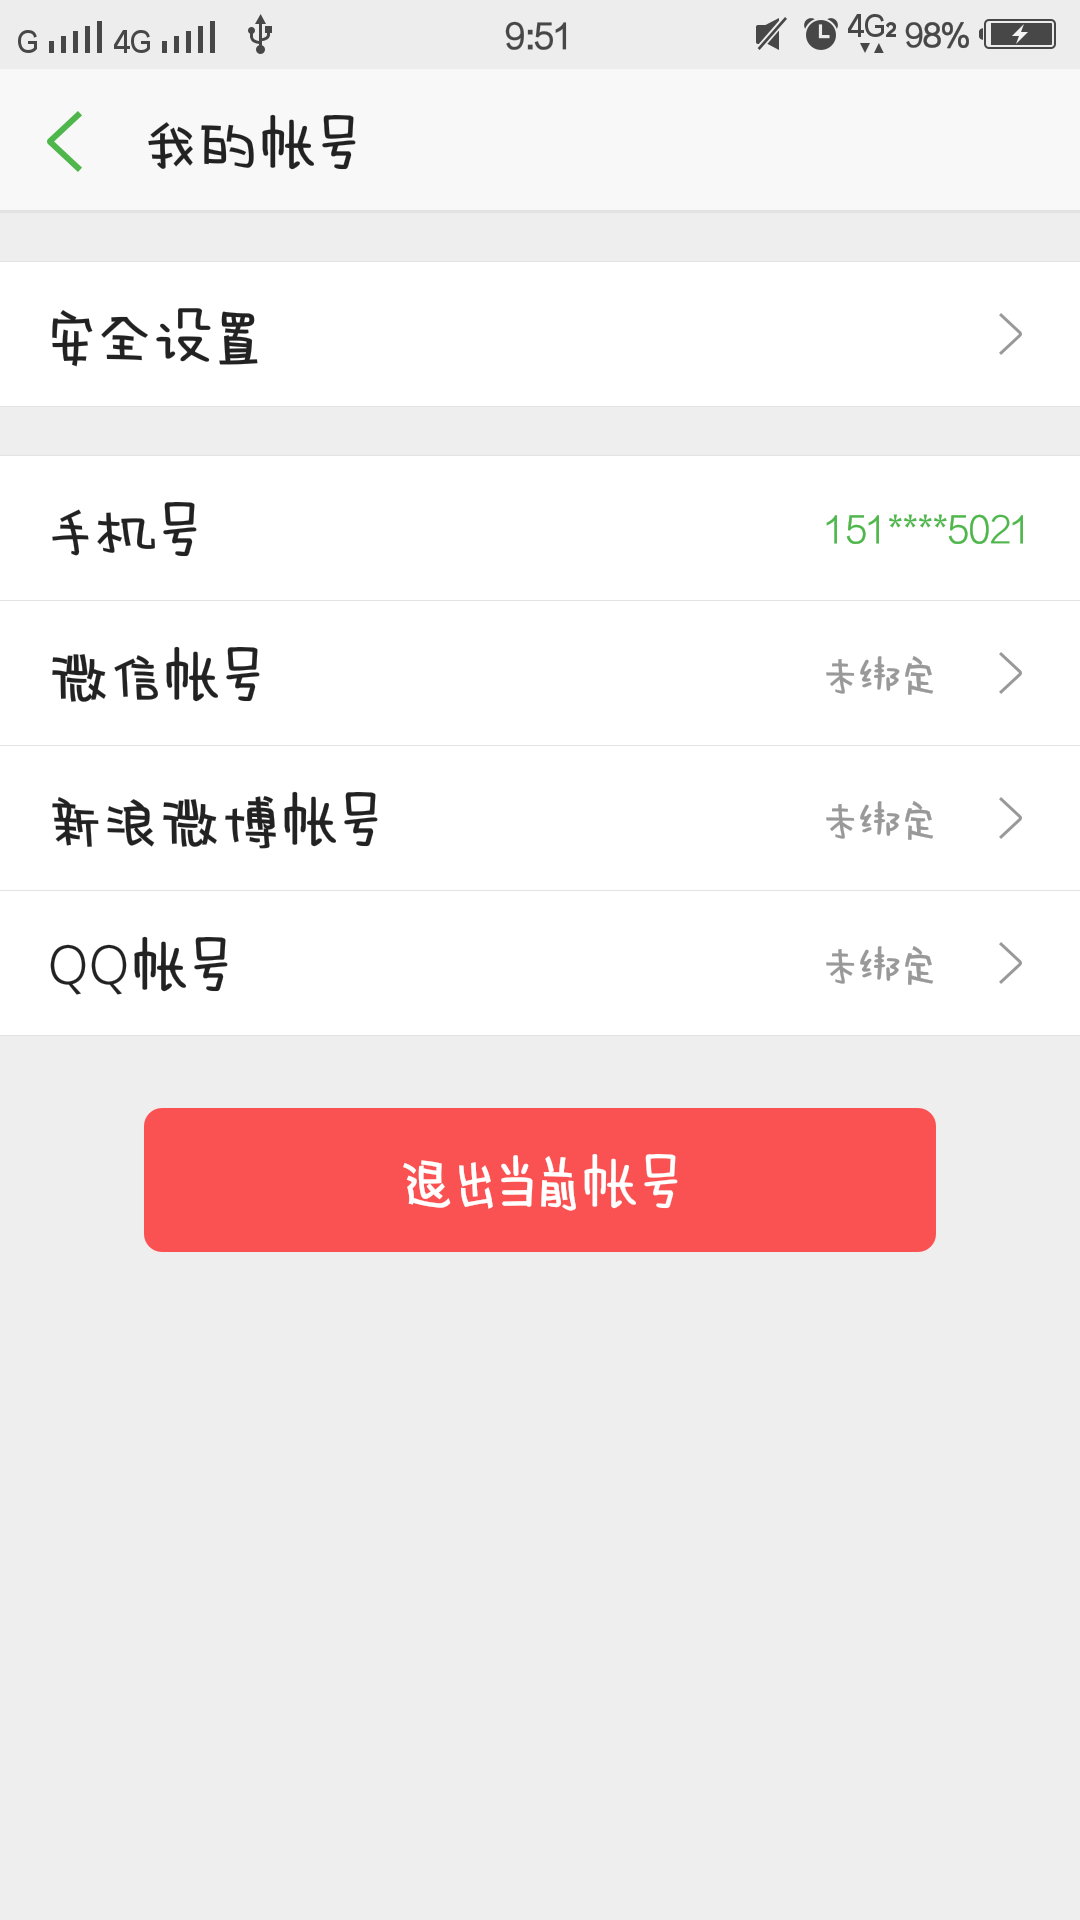 G 4G 9:51 4G2 98%
我的帐号
安全设置
手机号 151****5021
微信帐号 未绑定
新浪微博帐号 未绑定
QQ帐号 未绑定
退出当前帐号